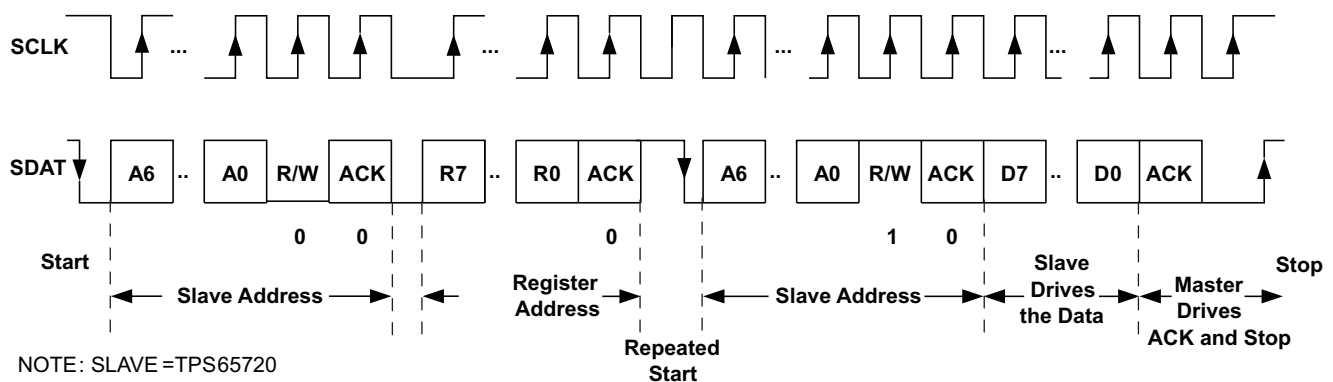 SCLK ... ... ... ...
SDAT A6 .. A0 R/W ACK R7 .. R0 ACK A6 .. A0 R/W ACK D7 .. D0 ACK
0 0 0 1 0
Start
Slave Address
Register
Address
Repeated
Start
Slave Address
Slave
Drives
the Data
Master
Drives
ACK and Stop
Stop
NOTE: SLAVE=TPS65720